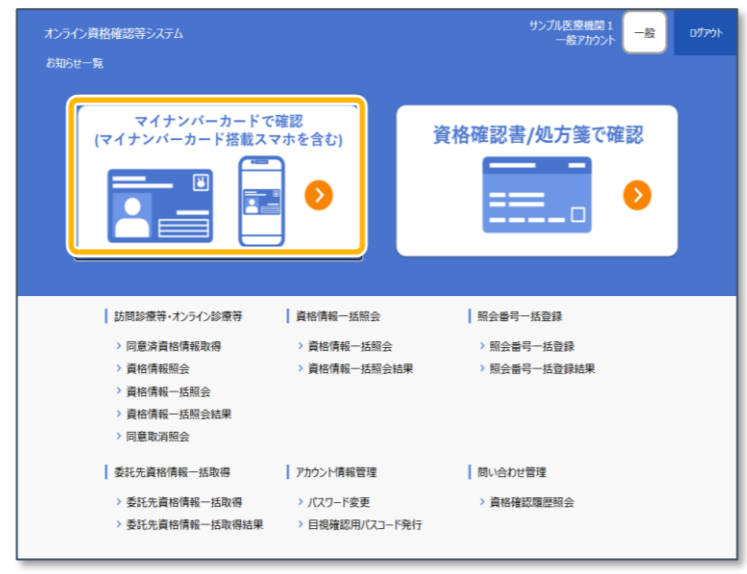 オンライン資格確認等システム
サンプル医療機関 1
一般アカウント
一般
ログアウト
お知らせ一覧
マイナンバーカードで確認
(マイナンバーカード搭載スマホを含む)
資格確認書/処方箋で確認
訪問診療等・オンライン診療等
同意済資格情報取得
資格情報照会
資格情報一括照会
資格情報一括照会結果
同意取消照会
資格情報一括照会
資格情報一括照会
資格情報一括照会結果
照会番号一括登録
照会番号一括登録
照会番号一括登録結果
委託先資格情報一括取得
委託先資格情報一括取得
委託先資格情報一括取得結果
アカウント情報管理
パスワード変更
目視確認用パスコード発行
問い合わせ管理
資格確認履歴照会